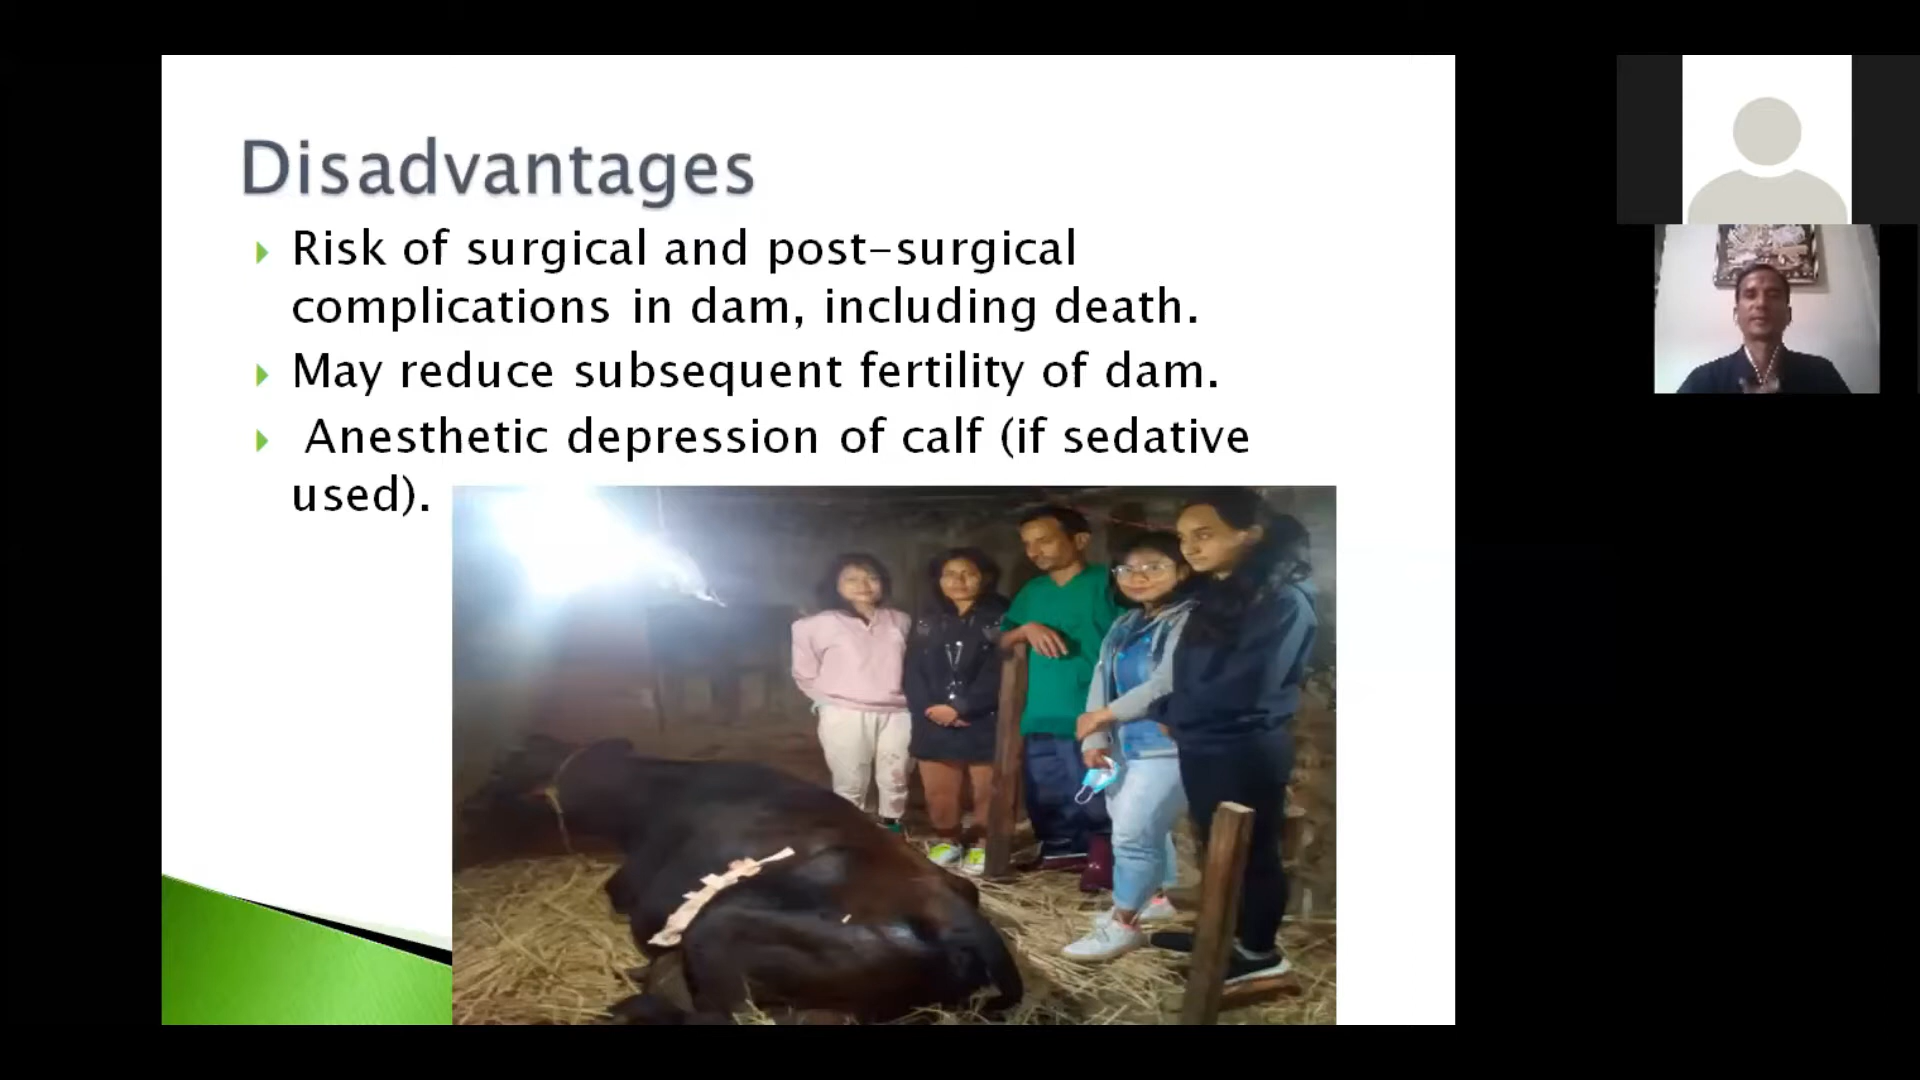 Disadvantages
Risk of surgical and post-surgical
complications in dam, including death.
May reduce subsequent fertility of dam.
Anesthetic depression of calf (if sedative
used).